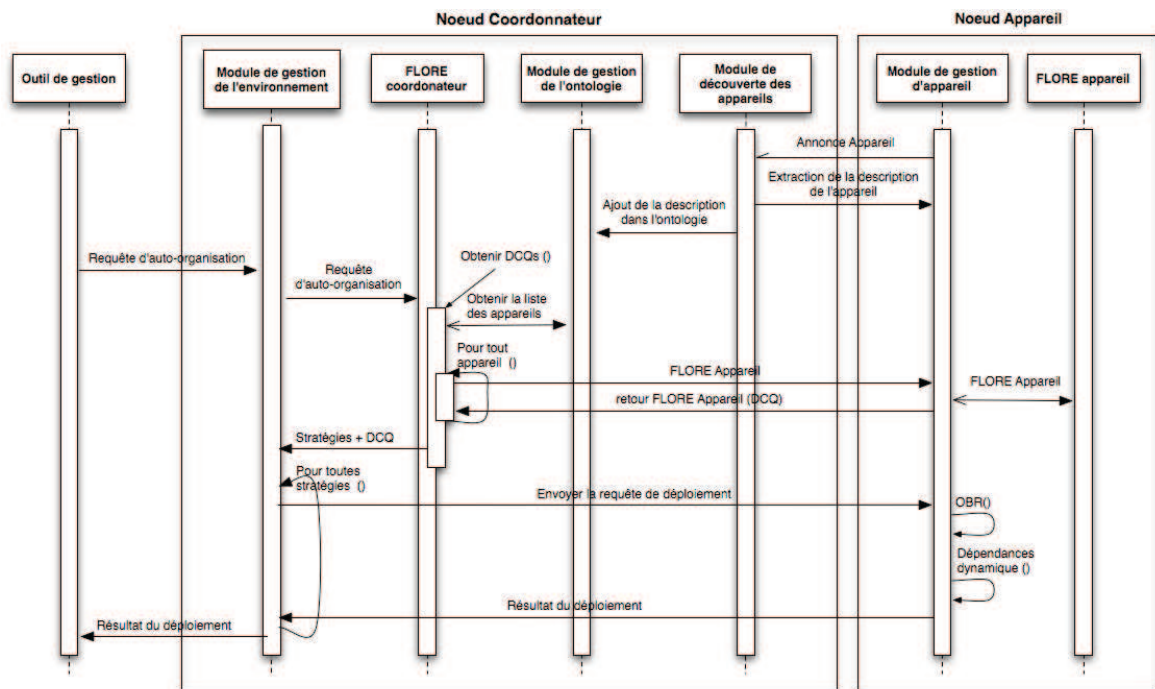 Noeud Coordonnateur
Noeud Appareil
Outil de gestion
Module de gestion
de l'environnement
FLORE
coordonateur
Module de gestion
de l'ontologie
Module de
découverte des
appareils
Module de gestion
d'appareil
FLORE appareil
Annonce Appareil
Extraction de la description
de l'appareil
Ajout de la description
dans l'ontologie
Requête d'auto-organisation
Requête
d'auto-organisation
Obtenir DCQs ()
Obtenir la liste
des appareils
Pour tout
appareil ()
FLORE Appareil
FLORE Appareil
retour FLORE Appareil (DCQ)
Stratégies + DCQ
Pour toutes
stratégies ()
Envoyer la requête de déploiement
OBR()
Dépendances
dynamique ()
Résultat du déploiement
Résultat du déploiement